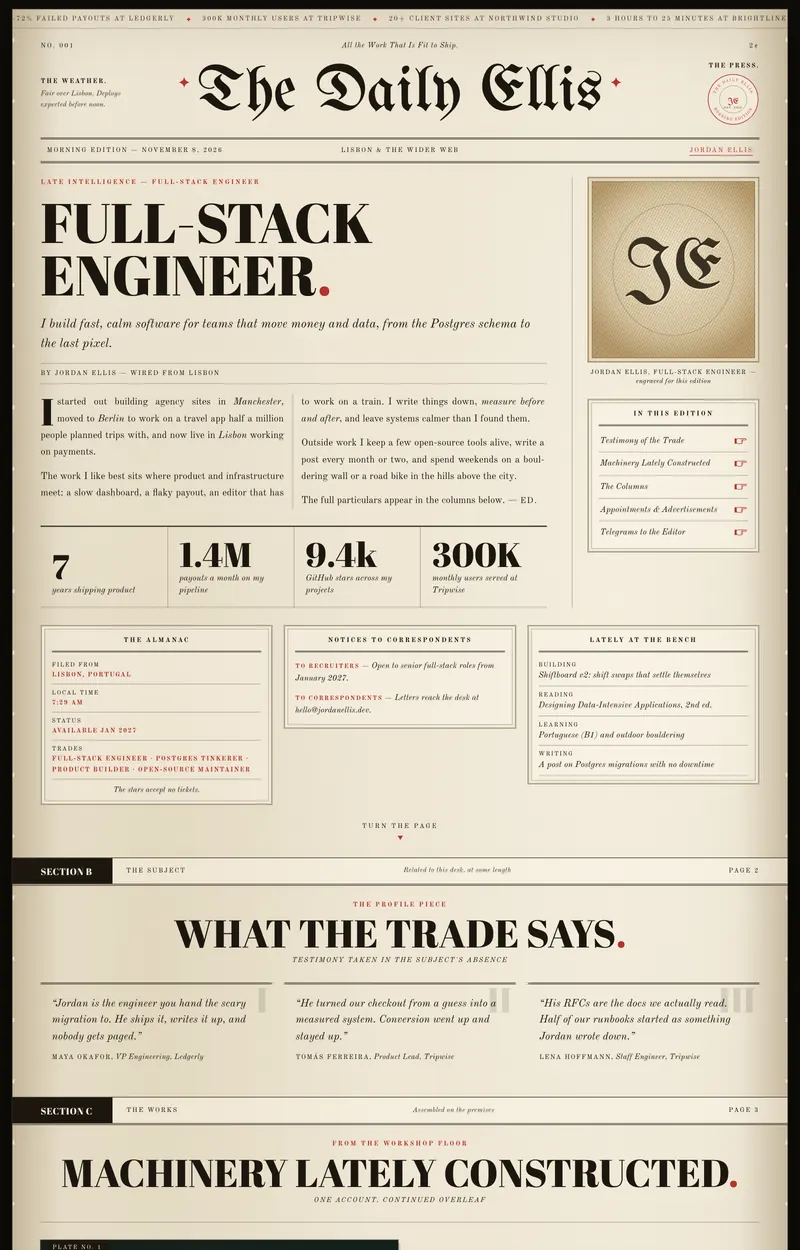 72% FAILED PAYOUTS AT LEDGERLY ✦ 300K MONTHLY USERS AT TRIPWISE ✦ 20+ CLIENT SITES AT NORTHWIND STUDIO ✦ 3 HOURS TO 25 MINUTES AT BRIGHTLINE
NO. 001
All the Work That Is Fit to Ship.
2¢
THE WEATHER.
Fair over Lisbon. Deploys
expected before noon.
The Daily Ellis
THE PRESS.
THE DAILY ELLIS
JE
MORNING EDITION
MORNING EDITION — NOVEMBER 8, 2026
LISBON & THE WIDER WEB
JORDAN ELLIS
LATE INTELLIGENCE — FULL-STACK ENGINEER
FULL-STACK
ENGINEER.
I build fast, calm software for teams that move money and data, from the Postgres schema to
the last pixel.
BY JORDAN ELLIS — WIRED FROM LISBON
I started out building agency sites in Manchester,
moved to Berlin to work on a travel app half a million
people planned trips with, and now live in Lisbon working
on payments.
The work I like best sits where product and infrastructure
meet: a slow dashboard, a flaky payout, an editor that has
to work on a train. I write things down, measure before
and after, and leave systems calmer than I found them.
Outside work I keep a few open-source tools alive, write a
post every month or two, and spend weekends on a boul-
dering wall or a road bike in the hills above the city.
The full particulars appear in the columns below. — ED.
7
years shipping product
1.4M
payouts a month on my
pipeline
9.4k
GitHub stars across my
projects
300K
monthly users served at
Tripwise
JE
JORDAN ELLIS, FULL-STACK ENGINEER —
engraved for this edition
IN THIS EDITION
Testimony of the Trade
Machinery Lately Constructed
The Columns
Appointments & Advertisements
Telegrams to the Editor
THE ALMANAC
FILED FROM
LISBON, PORTUGAL
LOCAL TIME
7:29 AM
STATUS
AVAILABLE JAN 2027
TRADES
FULL-STACK ENGINEER · POSTGRES TINKERER ·
PRODUCT BUILDER · OPEN-SOURCE MAINTAINER
The stars accept no tickets.
NOTICES TO CORRESPONDENTS
TO RECRUITERS — Open to senior full-stack roles from
January 2027.
TO CORRESPONDENTS — Letters reach the desk at
hello@jordanellis.dev.
LATELY AT THE BENCH
BUILDING
Shiftboard v2: shift swaps that settle themselves
READING
Designing Data-Intensive Applications, 2nd ed.
LEARNING
Portuguese (B1) and outdoor bouldering
WRITING
A post on Postgres migrations with no downtime
TURN THE PAGE
SECTION B
THE SUBJECT
Related to this desk, at some length
PAGE 2
THE PROFILE PIECE
WHAT THE TRADE SAYS.
TESTIMONY TAKEN IN THE SUBJECT'S ABSENCE
I
“Jordan is the engineer you hand the scary
migration to. He ships it, writes it up, and
nobody gets paged.”
MAYA OKAFOR, VP Engineering, Ledgerly
II
“He turned our checkout from a guess into a
measured system. Conversion went up and
stayed up.”
TOMÁS FERREIRA, Product Lead, Tripwise
III
“His RFCs are the docs we actually read.
Half of our runbooks started as something
Jordan wrote down.”
LENA HOFFMANN, Staff Engineer, Tripwise
SECTION C
THE WORKS
Assembled on the premises
PAGE 3
FROM THE WORKSHOP FLOOR
MACHINERY LATELY CONSTRUCTED.
ONE ACCOUNT, CONTINUED OVERLEAF
PLATE NO. 1